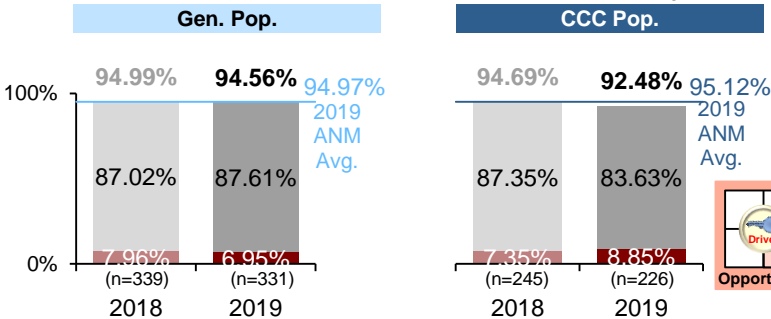 Gen. Pop.
94.99% 94.56% 94.97%
2019
ANM
Avg.
100%
87.02% 87.61%
7.96% 6.95%
0%
(n=339) (n=331)
2018 2019
CCC Pop.
94.69% 92.48% 95.12%
2019
ANM
Avg.
87.35% 83.63%
7.35% 8.85%
(n=245) (n=226)
2018 2019
Drive
Opport